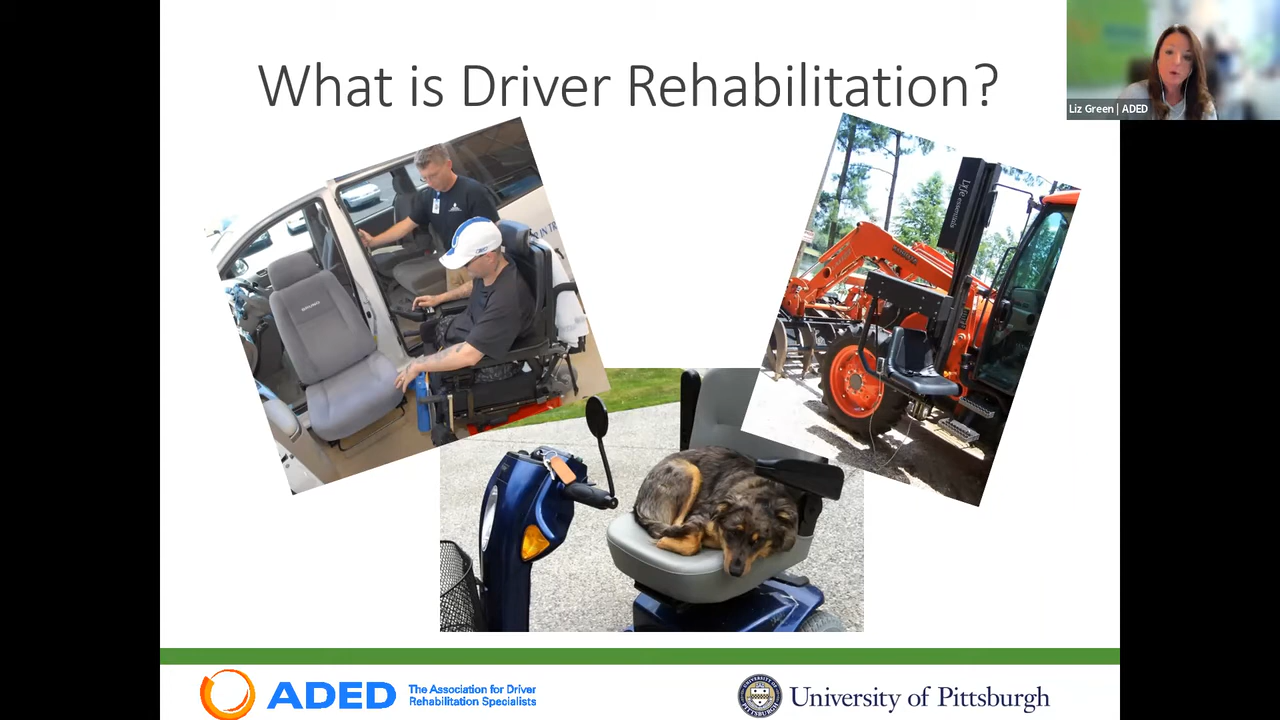 What is Driver Rehabilitation?
Liz Green | ADED
ADED
The Association for Driver
Rehabilitation Specialists
University of Pittsburgh